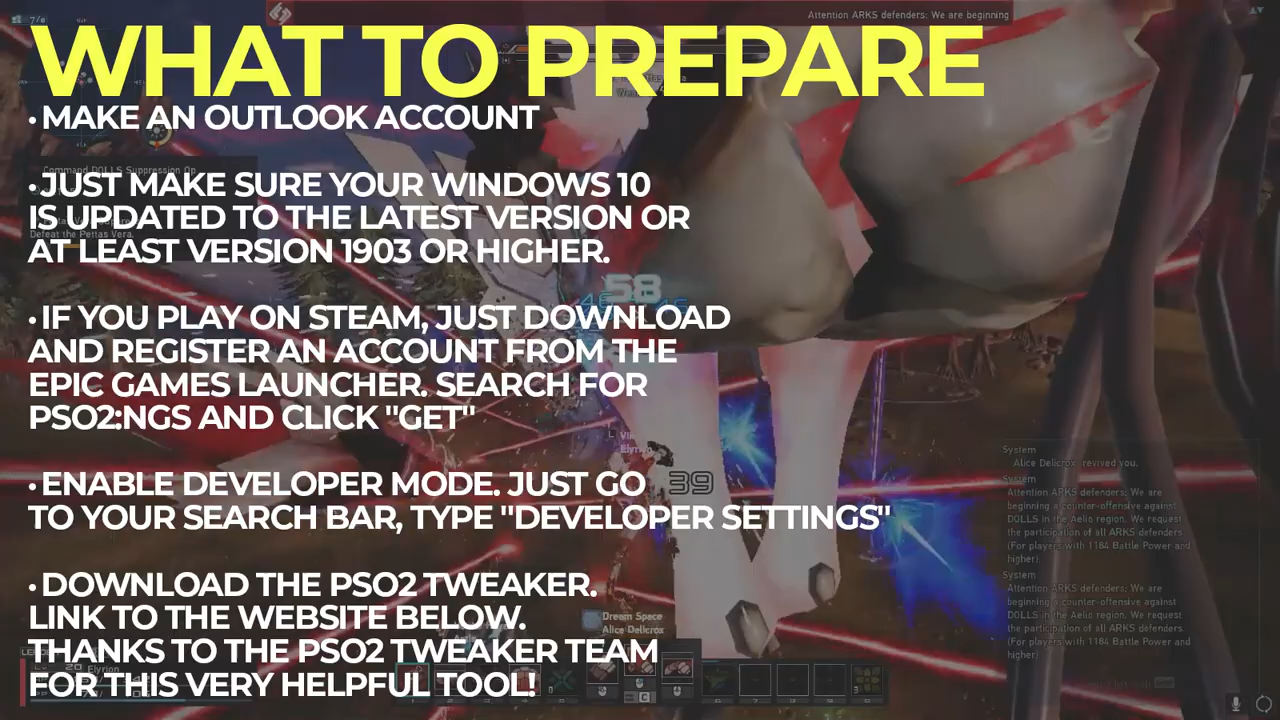 7/8
Attention ARKS defenders: We are beginning
WHAT TO PREPARE
• MAKE AN OUTLOOK ACCOUNT
Command DOLLS Suppression Op
• JUST MAKE SURE YOUR WINDOWS 10
IS UPDATED TO THE LATEST VERSION OR
Defeat the Pettas Vera.
AT LEAST VERSION 1903 OR HIGHER.
58
• IF YOU PLAY ON STEAM, JUST DOWNLOAD
AND REGISTER AN ACCOUNT FROM THE
EPIC GAMES LAUNCHER. SEARCH FOR
PSO2:NGS AND CLICK "GET"
• ENABLE DEVELOPER MODE. JUST GO
39
TO YOUR SEARCH BAR, TYPE "DEVELOPER SETTINGS"
System
Alice Delicrox revived you.
System
Attention ARKS defenders: We are
beginning a counter-offensive against
DOLLS in the Aelio region. We request
the participation of all ARKS defenders.
(For players with 1184 Battle Power and
higher).
System
Attention ARKS defenders: We are
beginning a counter-offensive against
DOLLS in the Aelio region. We request
the participation of all ARKS defenders.
(For players with 1184 Battle Power and
higher).
• DOWNLOAD THE PSO2 TWEAKER.
LINK TO THE WEBSITE BELOW.
Dream Space
Alice Delicrox
THANKS TO THE PSO2 TWEAKER TEAM
20 Elyrion
FOR THIS VERY HELPFUL TOOL!